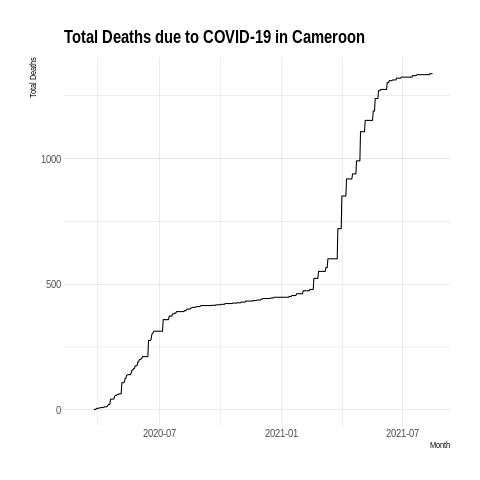 Total Deaths due to COVID-19 in Cameroon
Total Deaths
1000
500
0
2020-07
2021-01
2021-07
Month